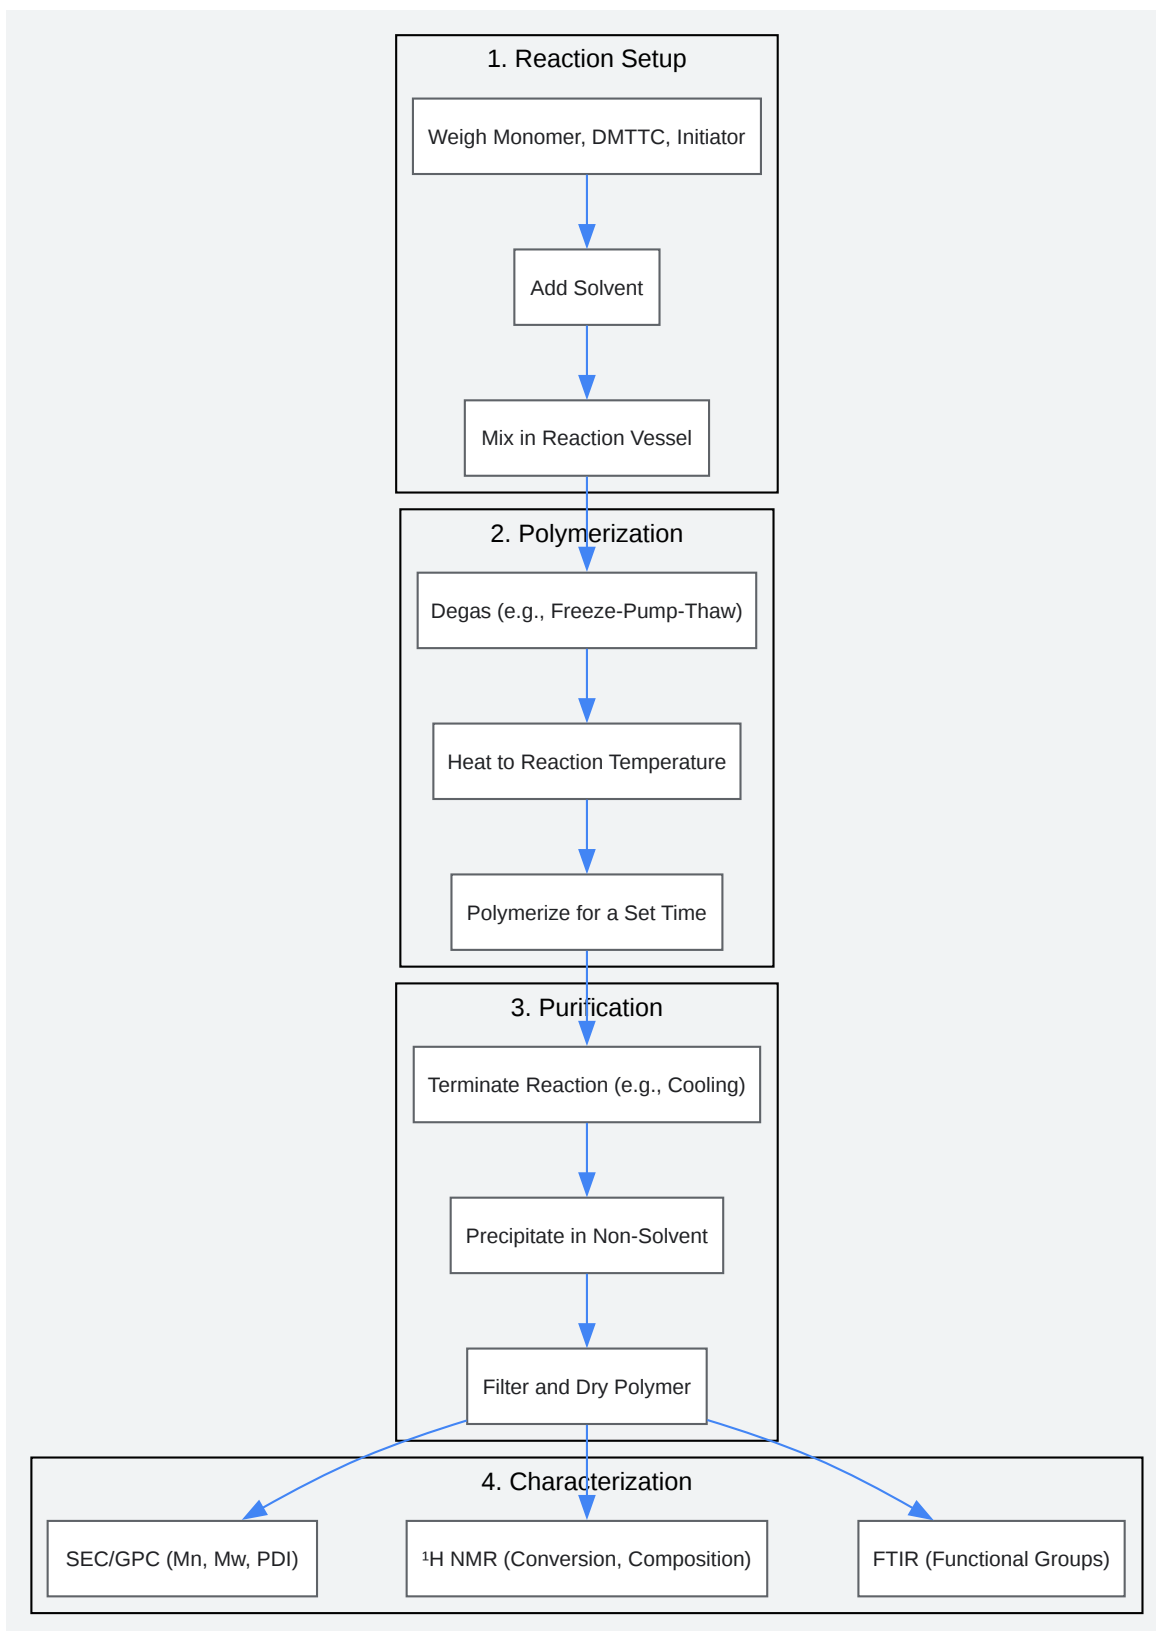 1. Reaction Setup
Weigh Monomer, DMTTC, Initiator
Add Solvent
Mix in Reaction Vessel
2. Polymerization
Degas (e.g., Freeze-Pump-Thaw)
Heat to Reaction Temperature
Polymerize for a Set Time
3. Purification
Terminate Reaction (e.g., Cooling)
Precipitate in Non-Solvent
Filter and Dry Polymer
4. Characterization
SEC/GPC (Mn, Mw, PDI)
¹H NMR (Conversion, Composition)
FTIR (Functional Groups)